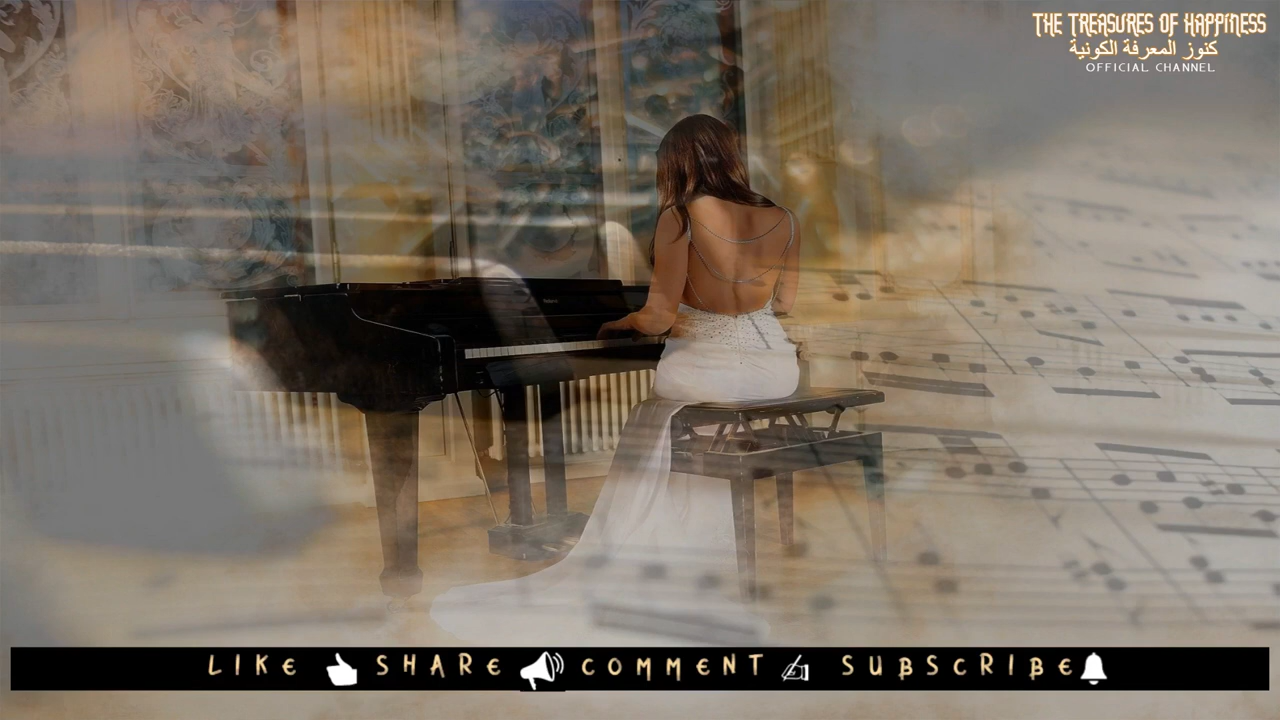 THE TREASURES OF HAPPINESS
كنوز المعرفة الكونية
OFFICIAL CHANNEL
LIKE SHARE COMMENT SUBSCRIBE